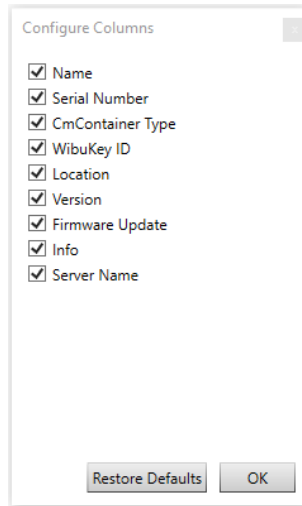 Configure Columns
Name
Serial Number
CmContainer Type
WibuKey ID
Location
Version
Firmware Update
Info
Server Name
Restore Defaults OK